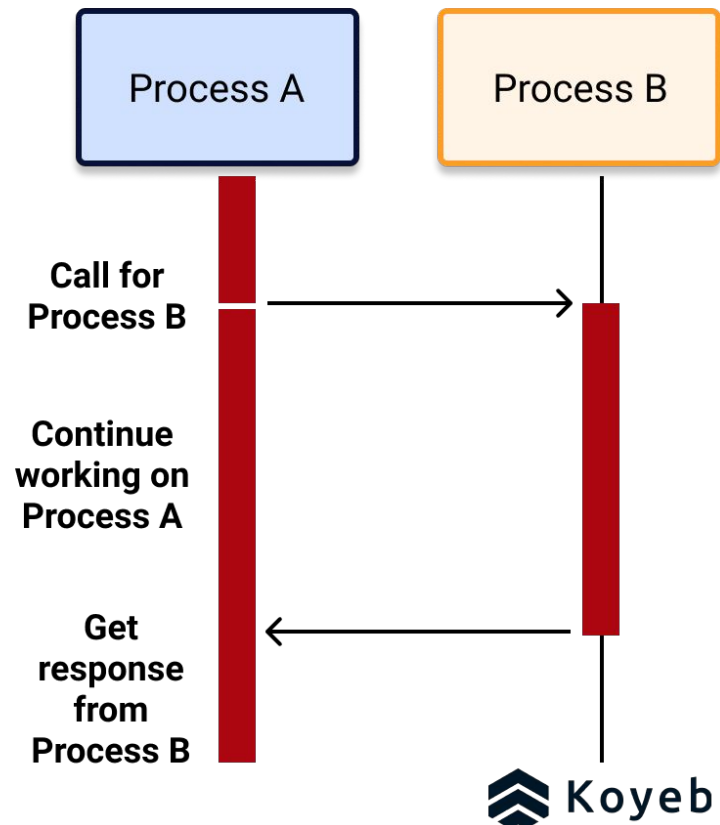 Process A
Process B
Call for
Process B
Continue
working on
Process A
Get
response
from
Process B
Koyeb